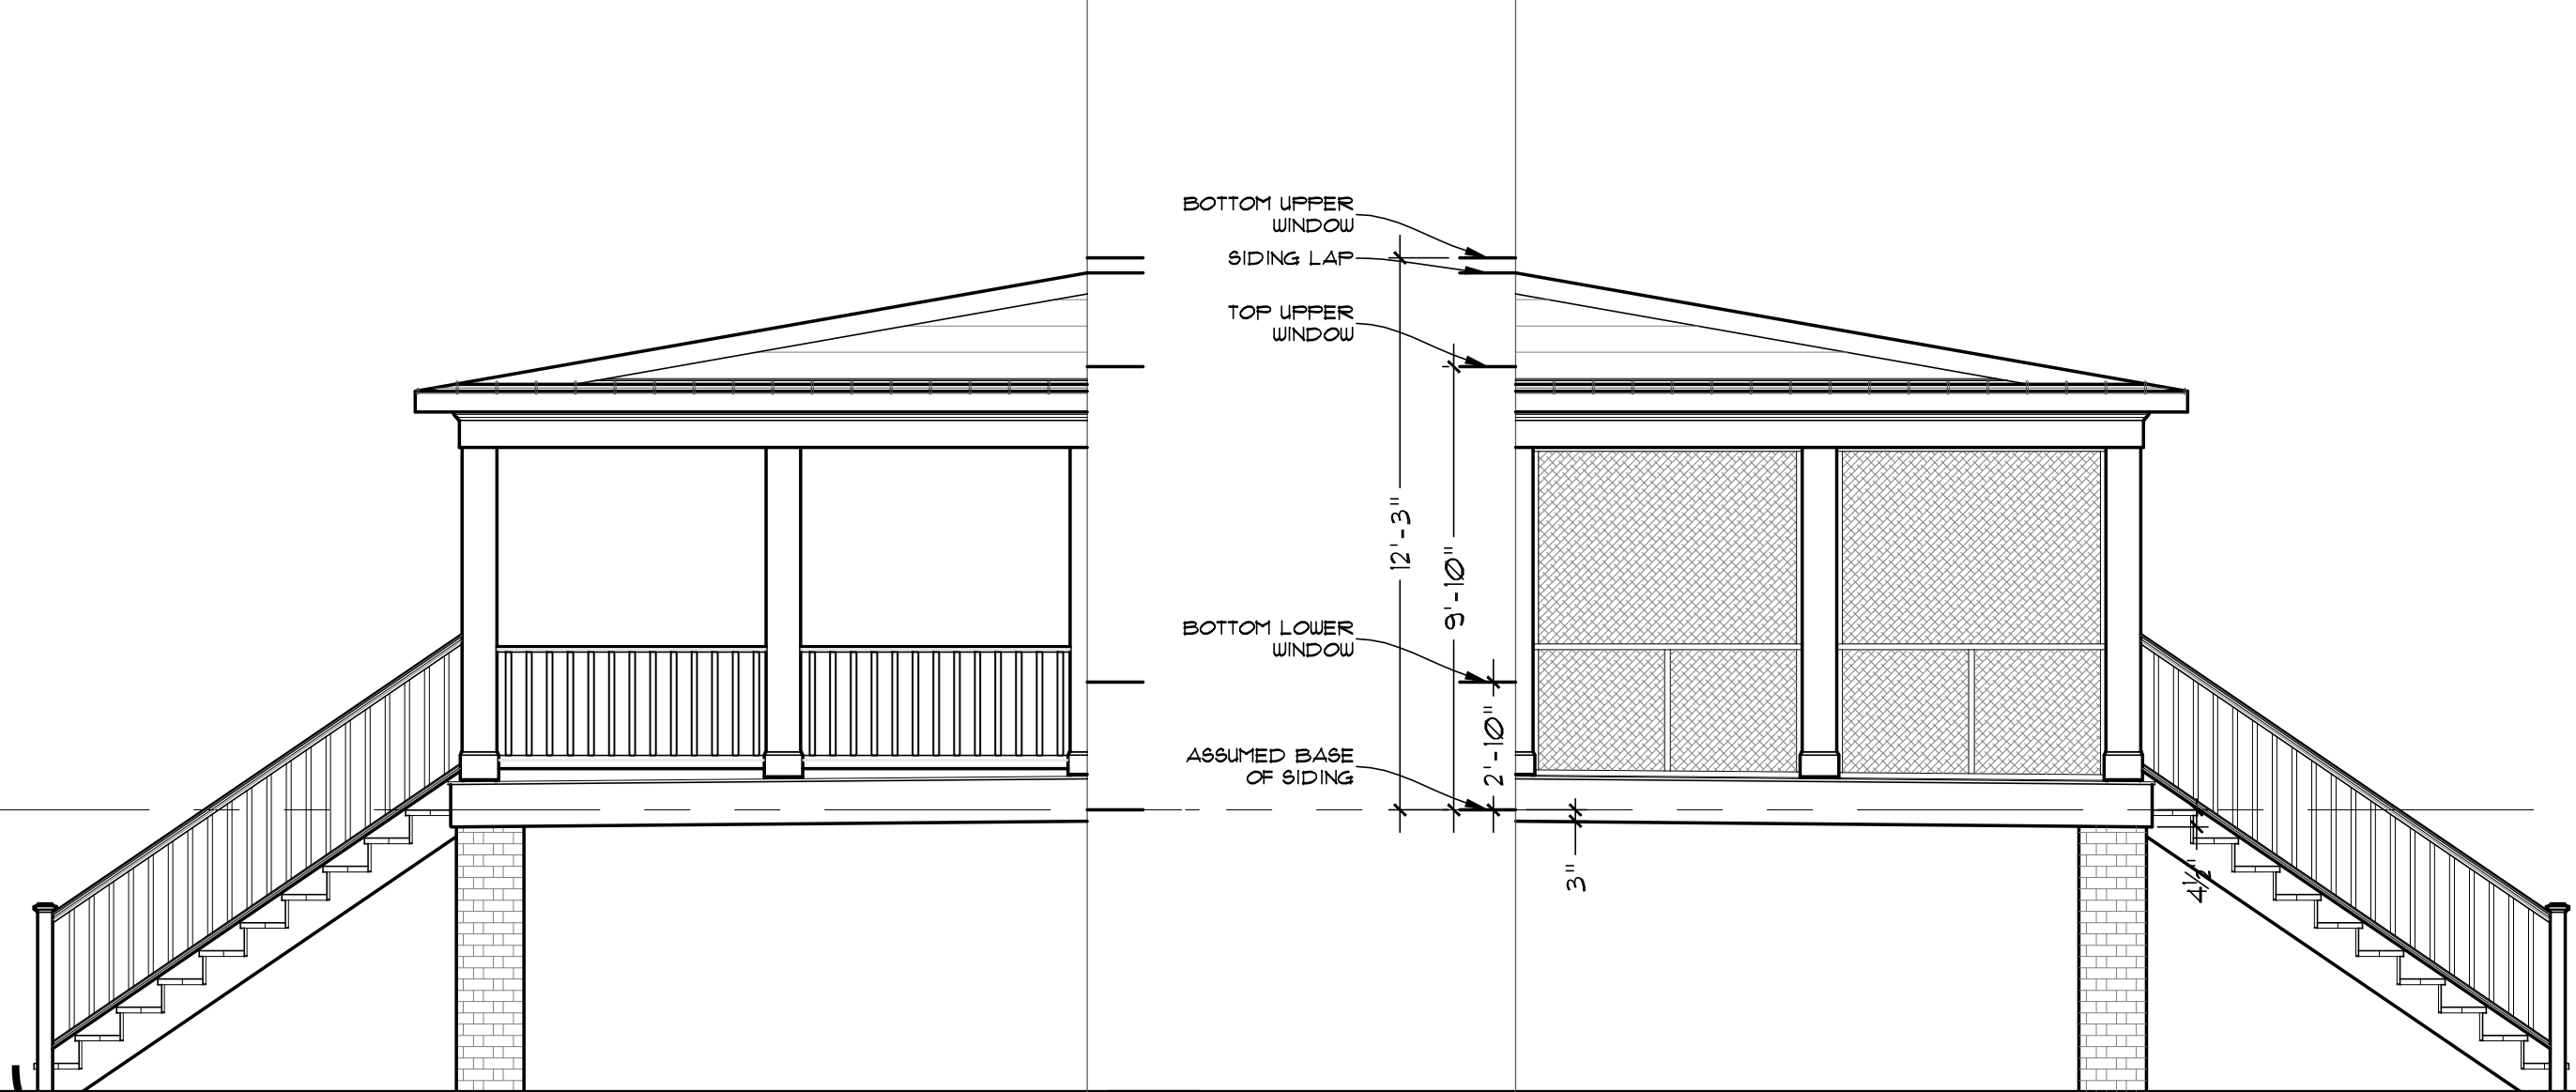 BOTTOM UPPER
WINDOW
SIDING LAP
TOP UPPER
WINDOW
12'-3"
9'-10"
BOTTOM LOWER
WINDOW
2'-10"
ASSUMED BASE
OF SIDING
3"
4½"